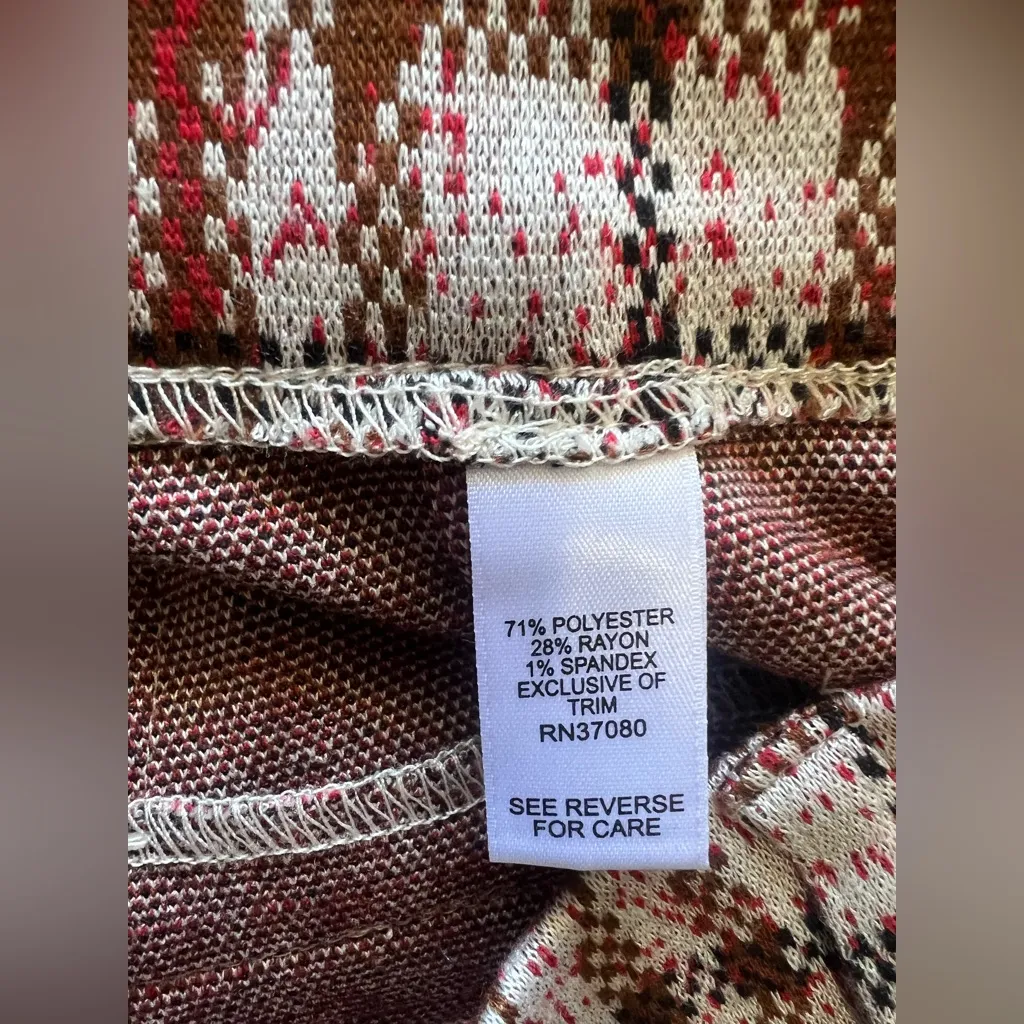 71% POLYESTER
28% RAYON
1% SPANDEX
EXCLUSIVE OF
TRIM
RN37080
SEE REVERSE
FOR CARE